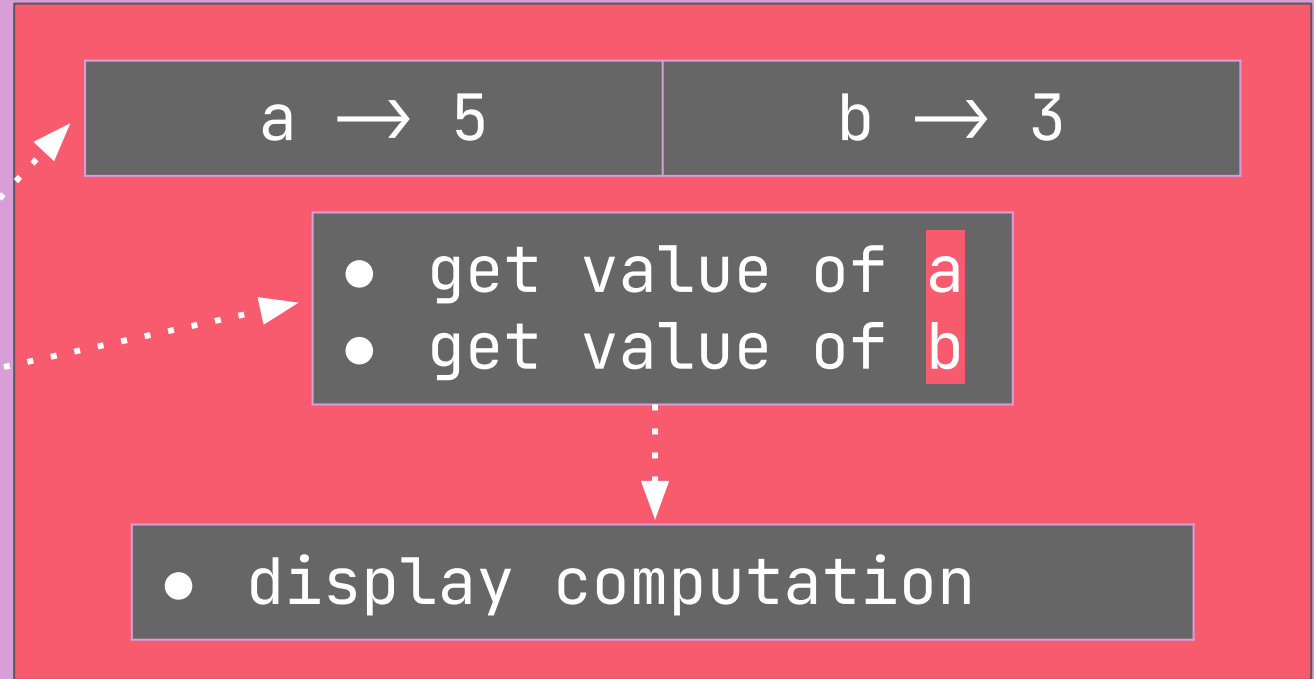 a → 5 b → 3
● get value of a
● get value of b
● display computation